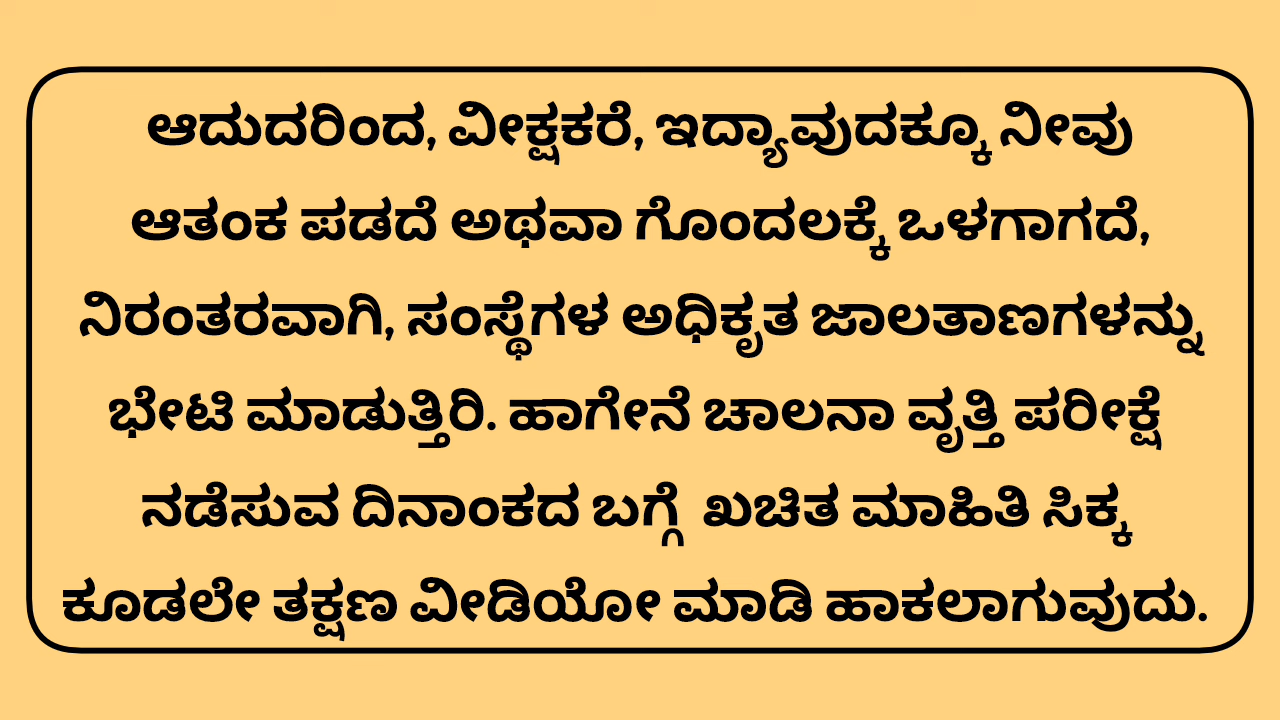 ಆದುದರಿಂದ, ವೀಕ್ಷಕರೆ, ಇದ್ಯಾವುದಕ್ಕೂ ನೀವು
ಆತಂಕ ಪಡದೆ ಅಥವಾ ಗೊಂದಲಕ್ಕೆ ಒಳಗಾಗದೆ,
ನಿರಂತರವಾಗಿ, ಸಂಸ್ಥೆಗಳ ಅಧಿಕೃತ ಜಾಲತಾಣಗಳನ್ನು
ಭೇಟಿ ಮಾಡುತ್ತಿರಿ. ಹಾಗೇನೆ ಚಾಲನಾ ವೃತ್ತಿ ಪರೀಕ್ಷೆ
ನಡೆಸುವ ದಿನಾಂಕದ ಬಗ್ಗೆ ಖಚಿತ ಮಾಹಿತಿ ಸಿಕ್ಕ
ಕೂಡಲೇ ತಕ್ಷಣ ವೀಡಿಯೋ ಮಾಡಿ ಹಾಕಲಾಗುವುದು.